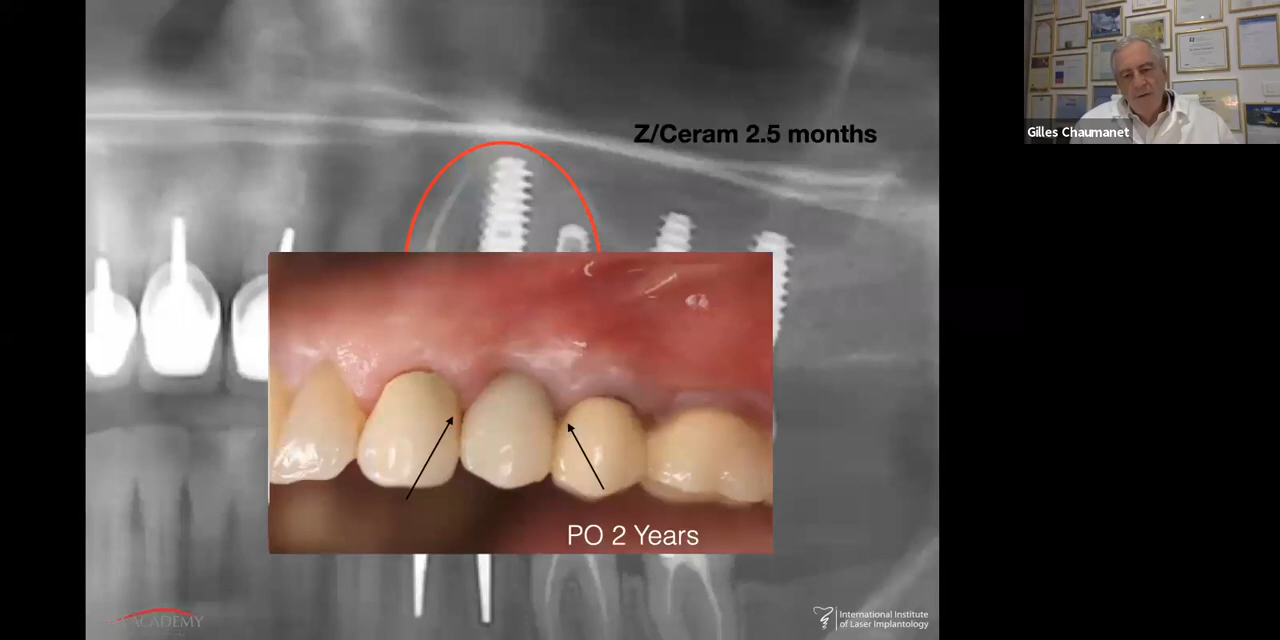 Z/Ceram 2.5 months
Gilles Chaumanet
PO 2 Years
ACADEMY
International Institute
of Laser Implantology